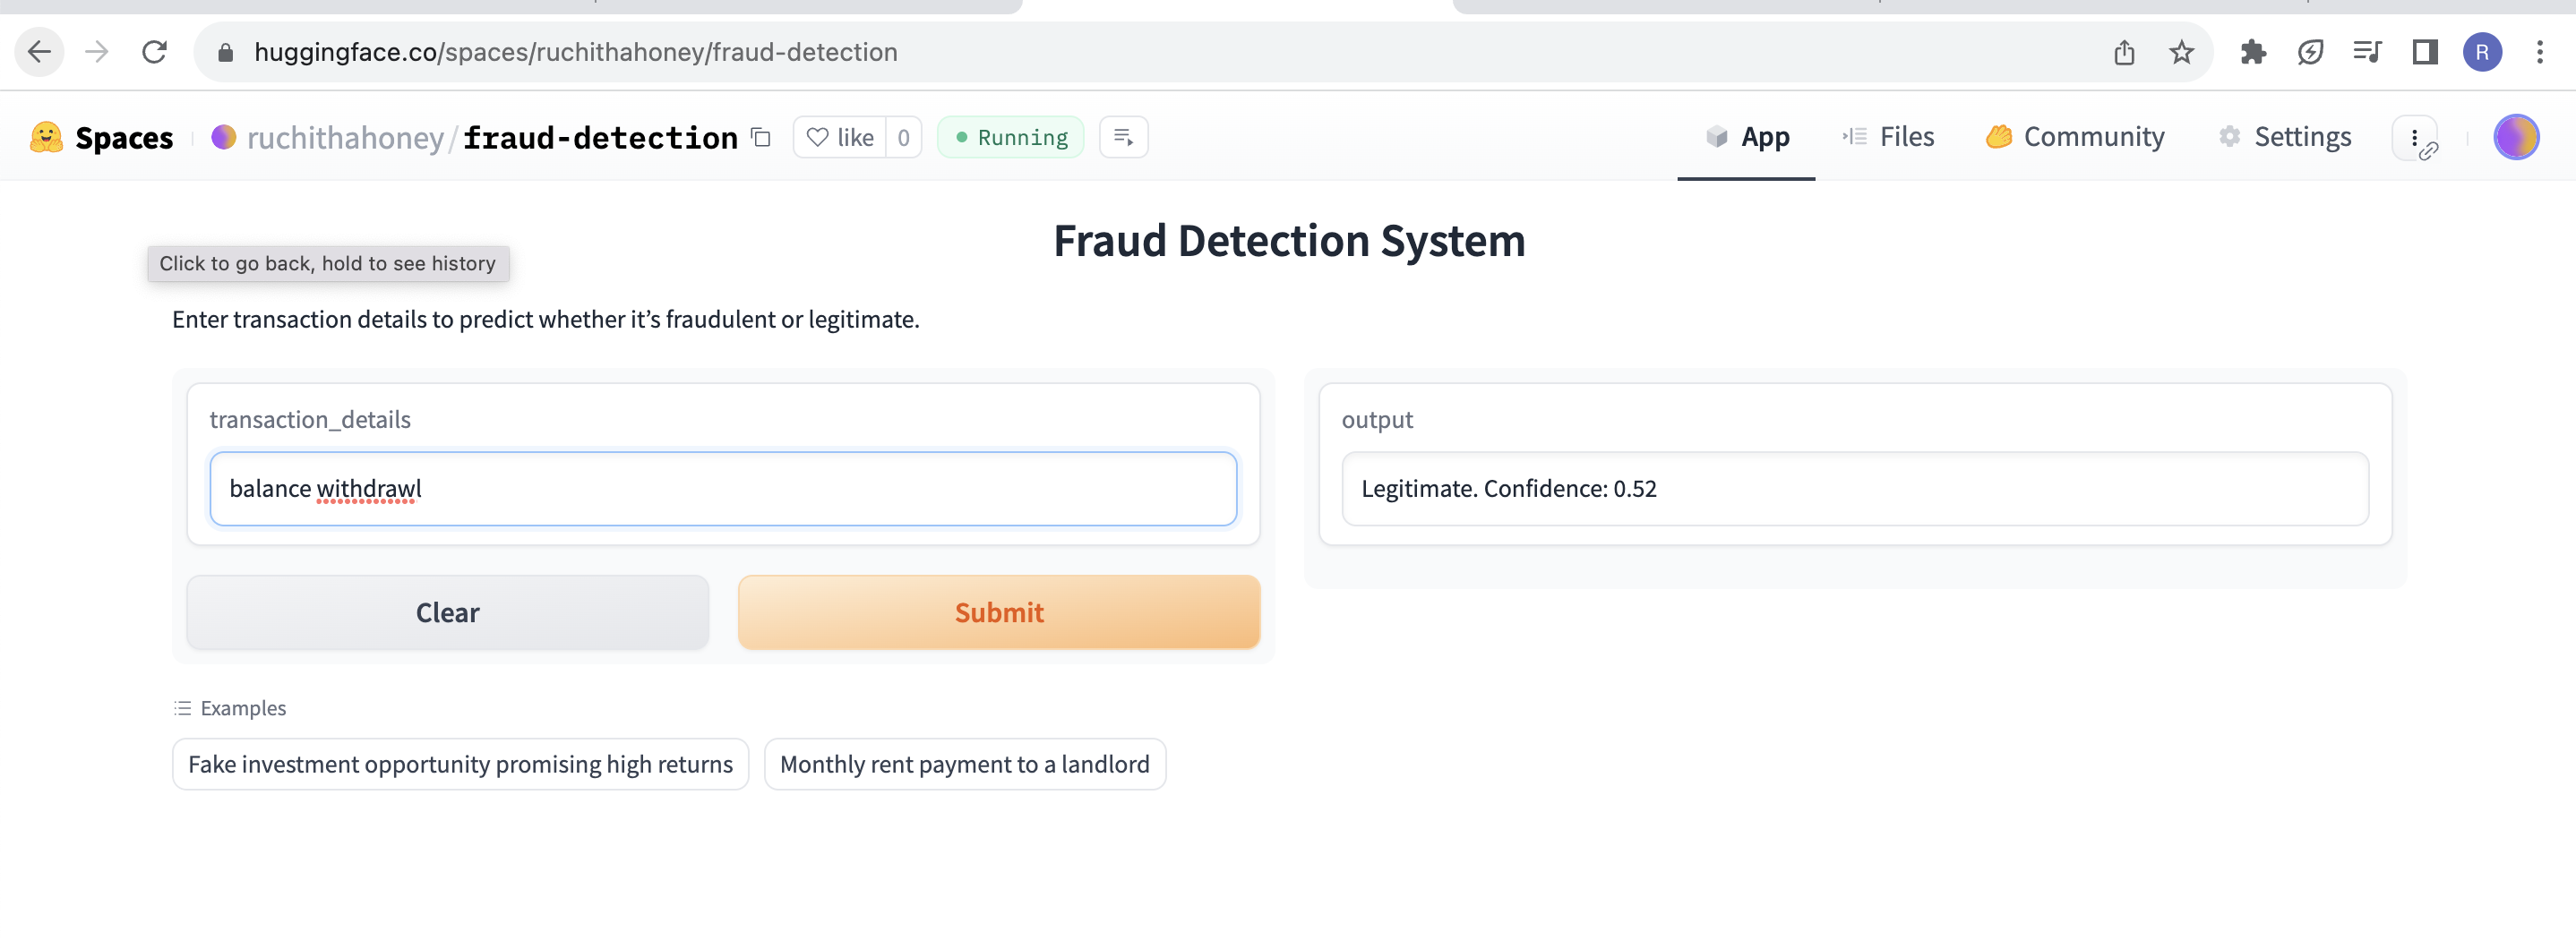 huggingface.co/spaces/ruchithahoney/fraud-detection
R
Spaces ruchithahoney/fraud-detection like 0 Running App Files Community Settings
Fraud Detection System
Click to go back, hold to see history
Enter transaction details to predict whether it’s fraudulent or legitimate.
transaction_details
balance withdrawl
output
Legitimate. Confidence: 0.52
Clear
Submit
Examples
Fake investment opportunity promising high returns
Monthly rent payment to a landlord